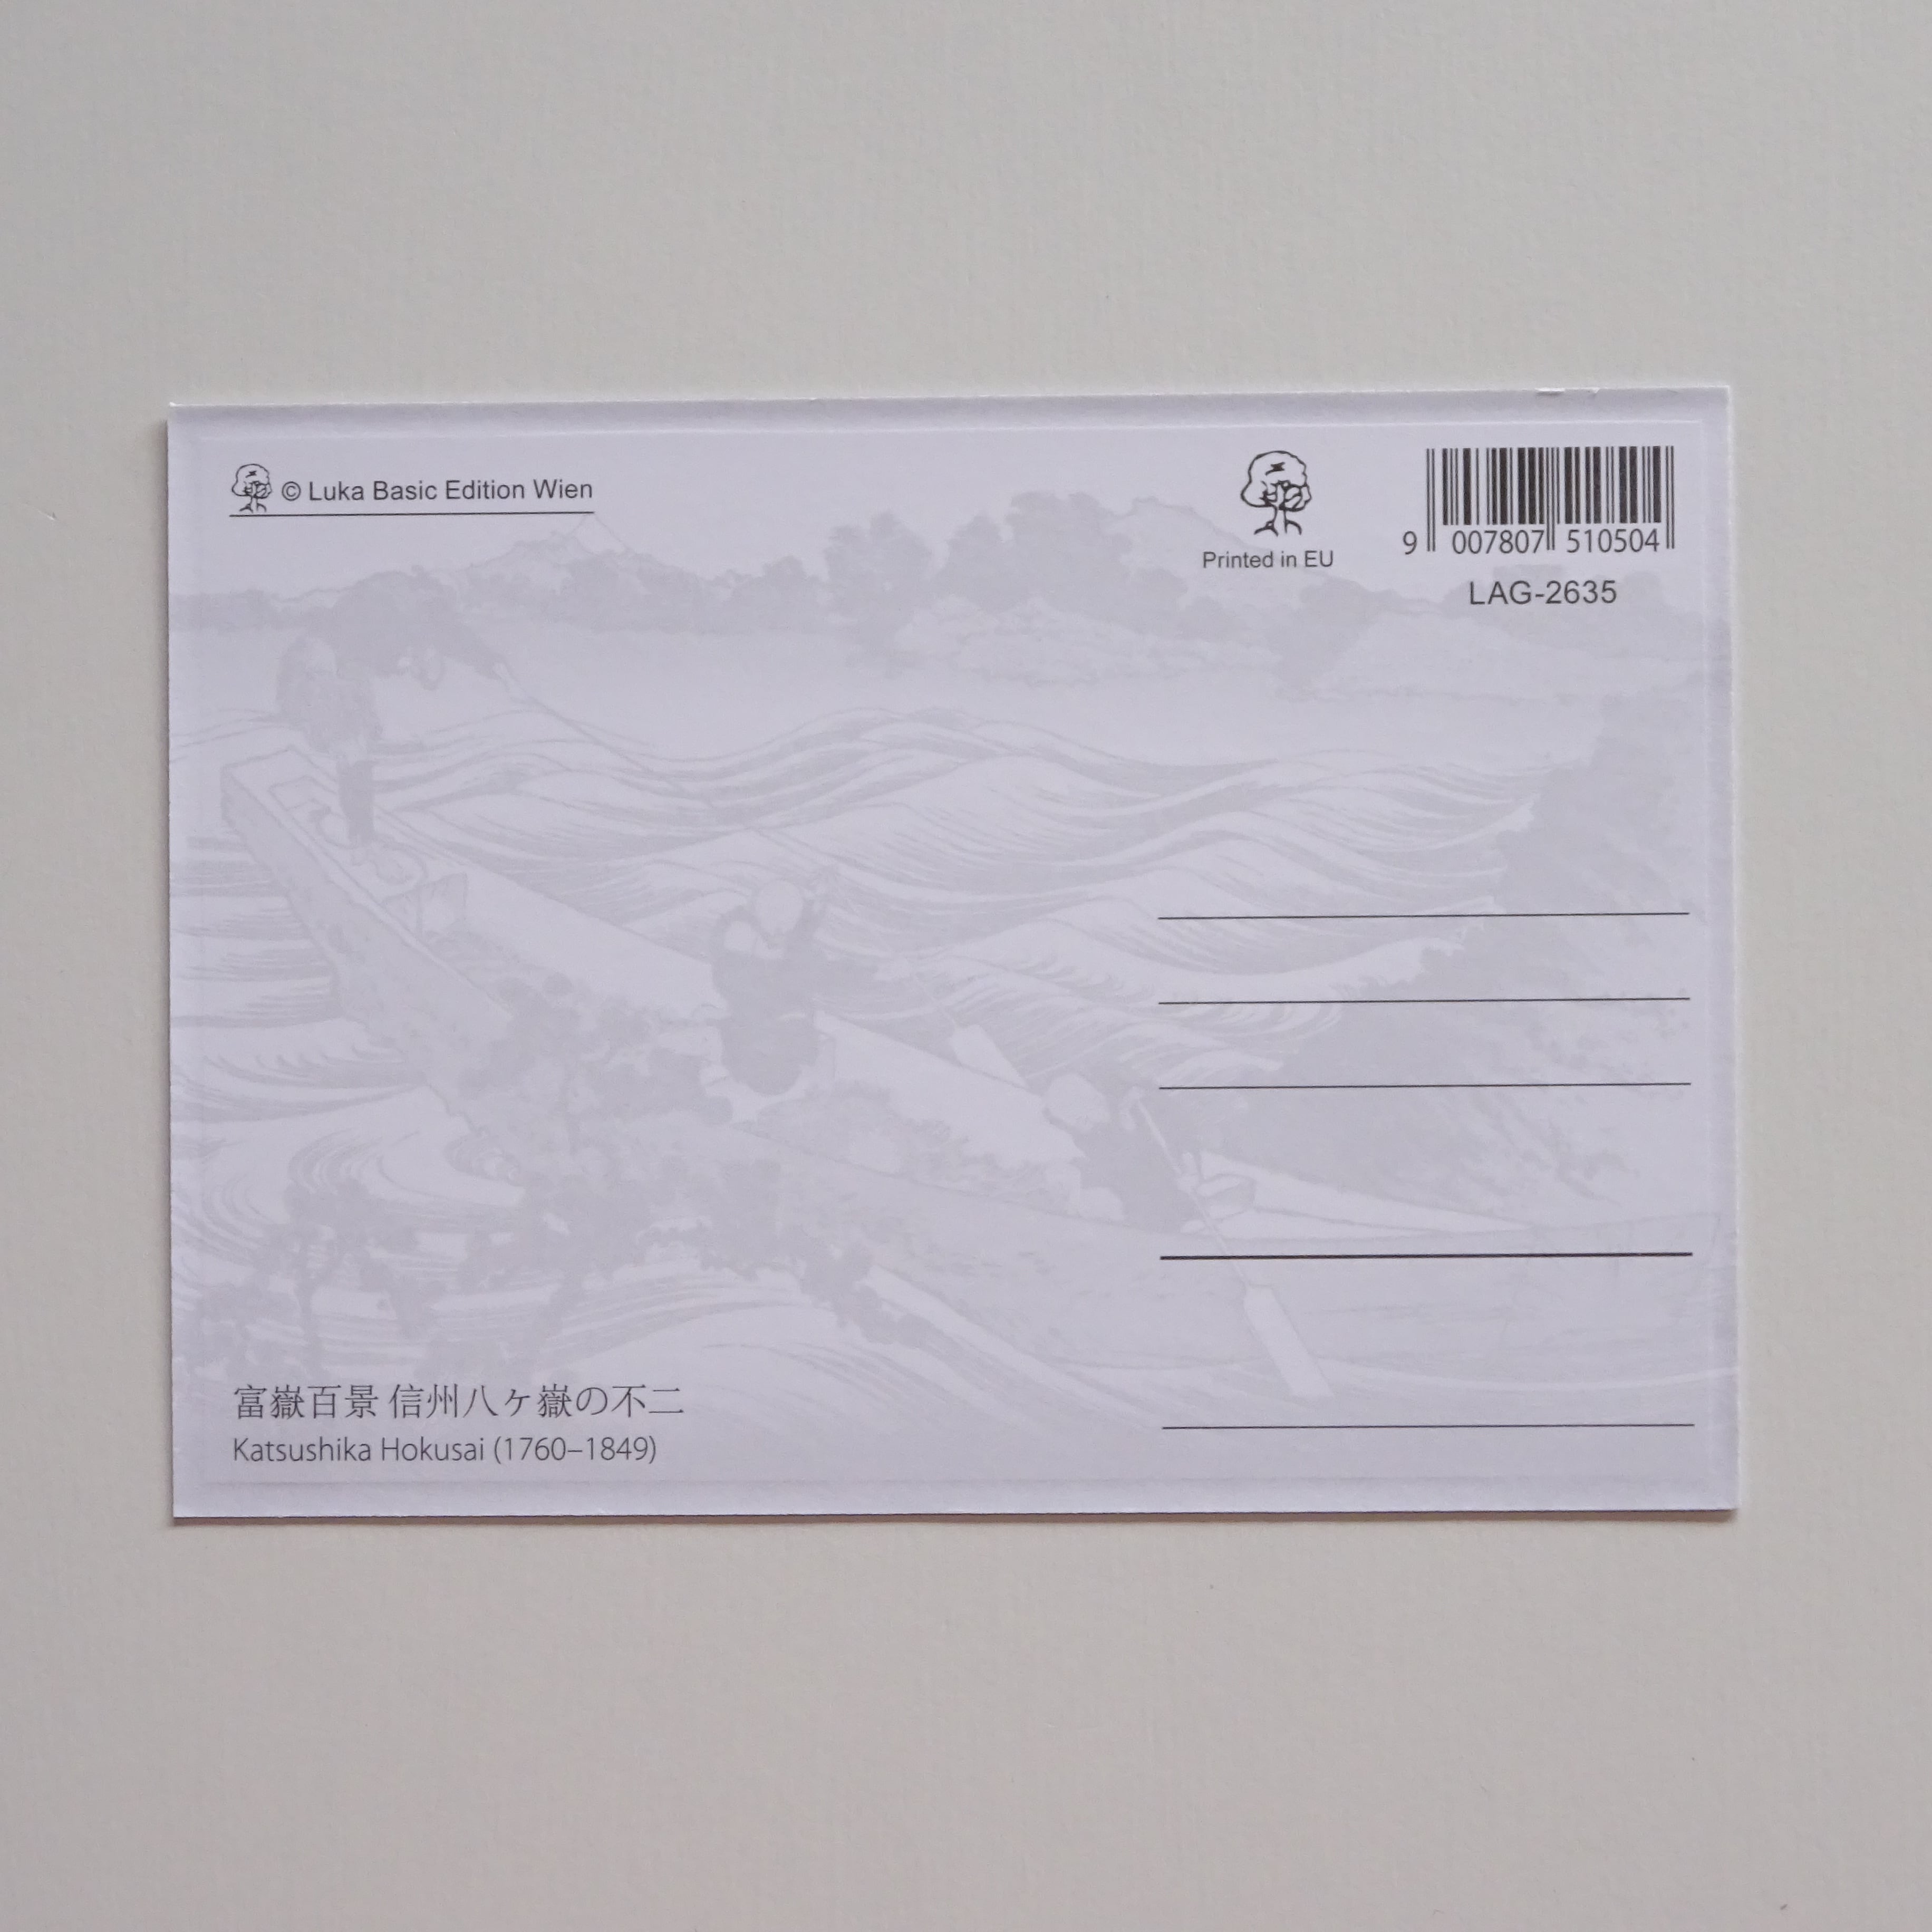 © Luka Basic Edition Wien
Printed in EU
9 007807 510504
LAG-2635
富嶽百景 信州八ヶ嶽の不二
Katsushika Hokusai (1760–1849)